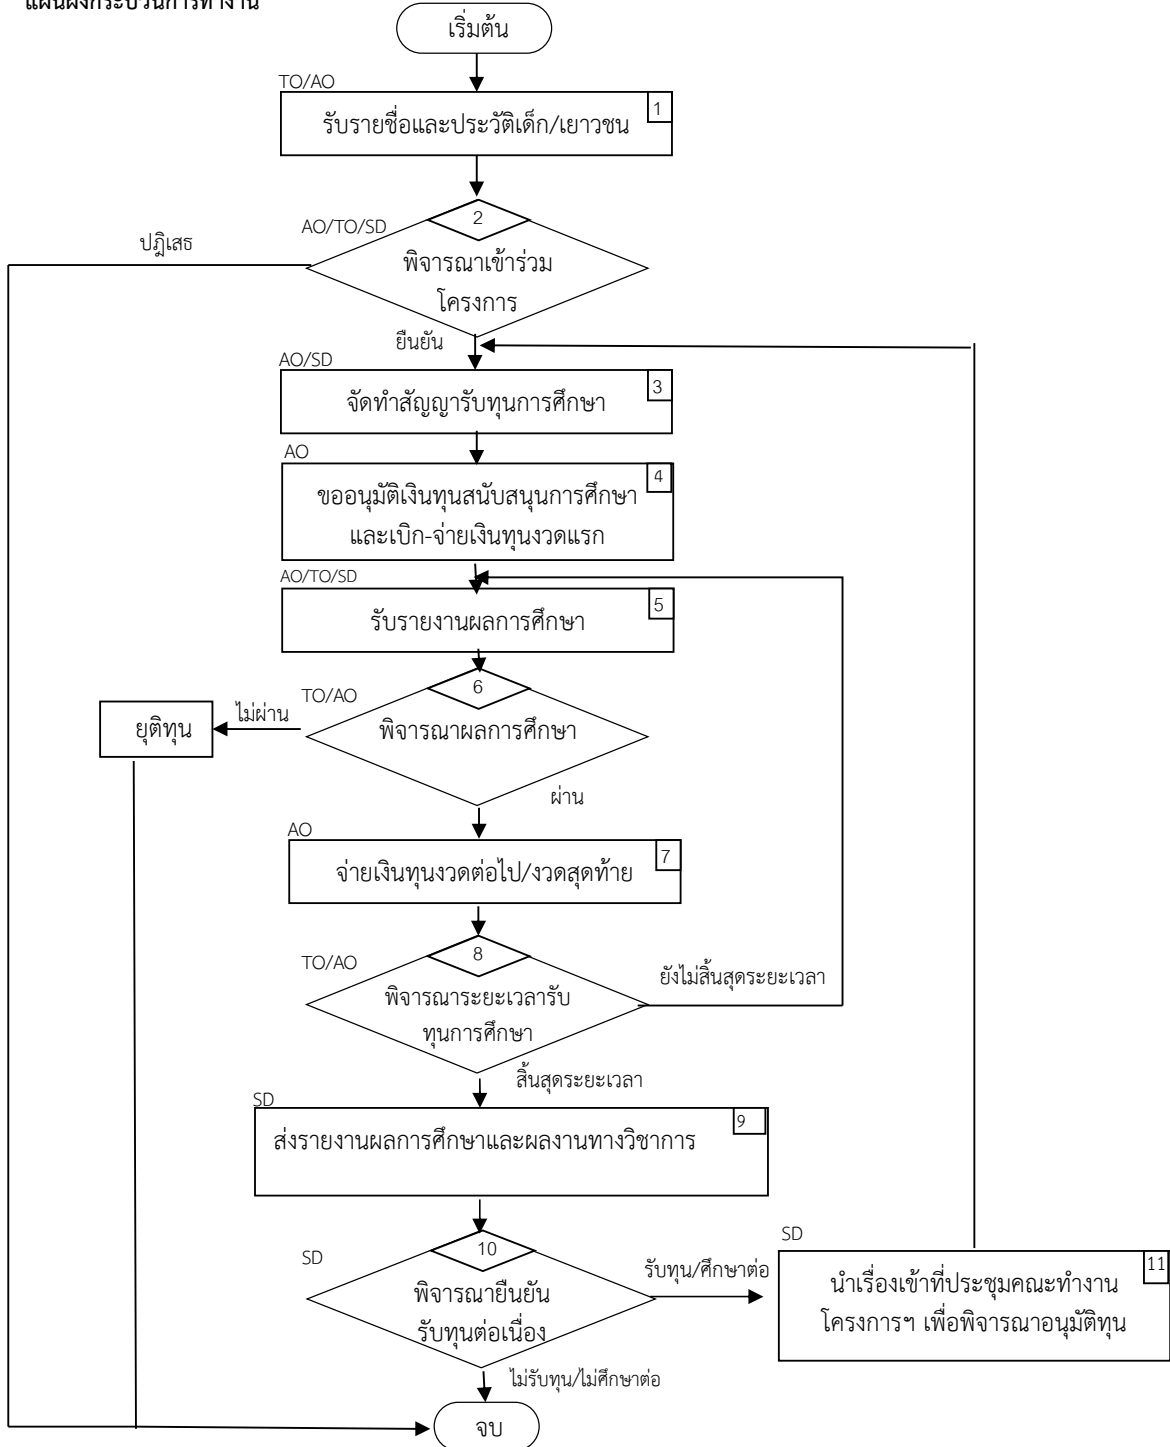 แผนผังกระบวนการทำงาน
เริ่มต้น
TO/AO
1
รับรายชื่อและประวัติเด็ก/เยาวชน
2
AO/TO/SD
ปฎิเสธ
พิจารณาเข้าร่วม
โครงการ
ยืนยัน
AO/SD
3
จัดทำสัญญารับทุนการศึกษา
AO
4
ขออนุมัติเงินทุนสนับสนุนการศึกษา
และเบิก-จ่ายเงินทุนงวดแรก
AO/TO/SD
5
รับรายงานผลการศึกษา
6
TO/AO
ไม่ผ่าน
ยุติทุน
พิจารณาผลการศึกษา
ผ่าน
AO
7
จ่ายเงินทุนงวดต่อไป/งวดสุดท้าย
8
TO/AO
ยังไม่สิ้นสุดระยะเวลา
พิจารณาระยะเวลารับ
ทุนการศึกษา
สิ้นสุดระยะเวลา
SD
9
ส่งรายงานผลการศึกษาและผลงานทางวิชาการ
10
SD
พิจารณายืนยัน
รับทุนต่อเนื่อง
รับทุน/ศึกษาต่อ
SD
11
นำเรื่องเข้าที่ประชุมคณะทำงาน
โครงการฯ เพื่อพิจารณาอนุมัติทุน
ไม่รับทุน/ไม่ศึกษาต่อ
จบ